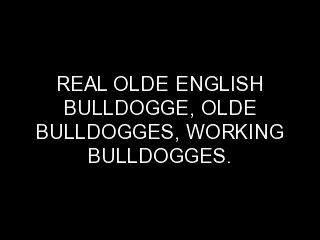 REAL OLDE ENGLISH
BULLDOGGE, OLDE
BULLDOGGES, WORKING
BULLDOGGES.